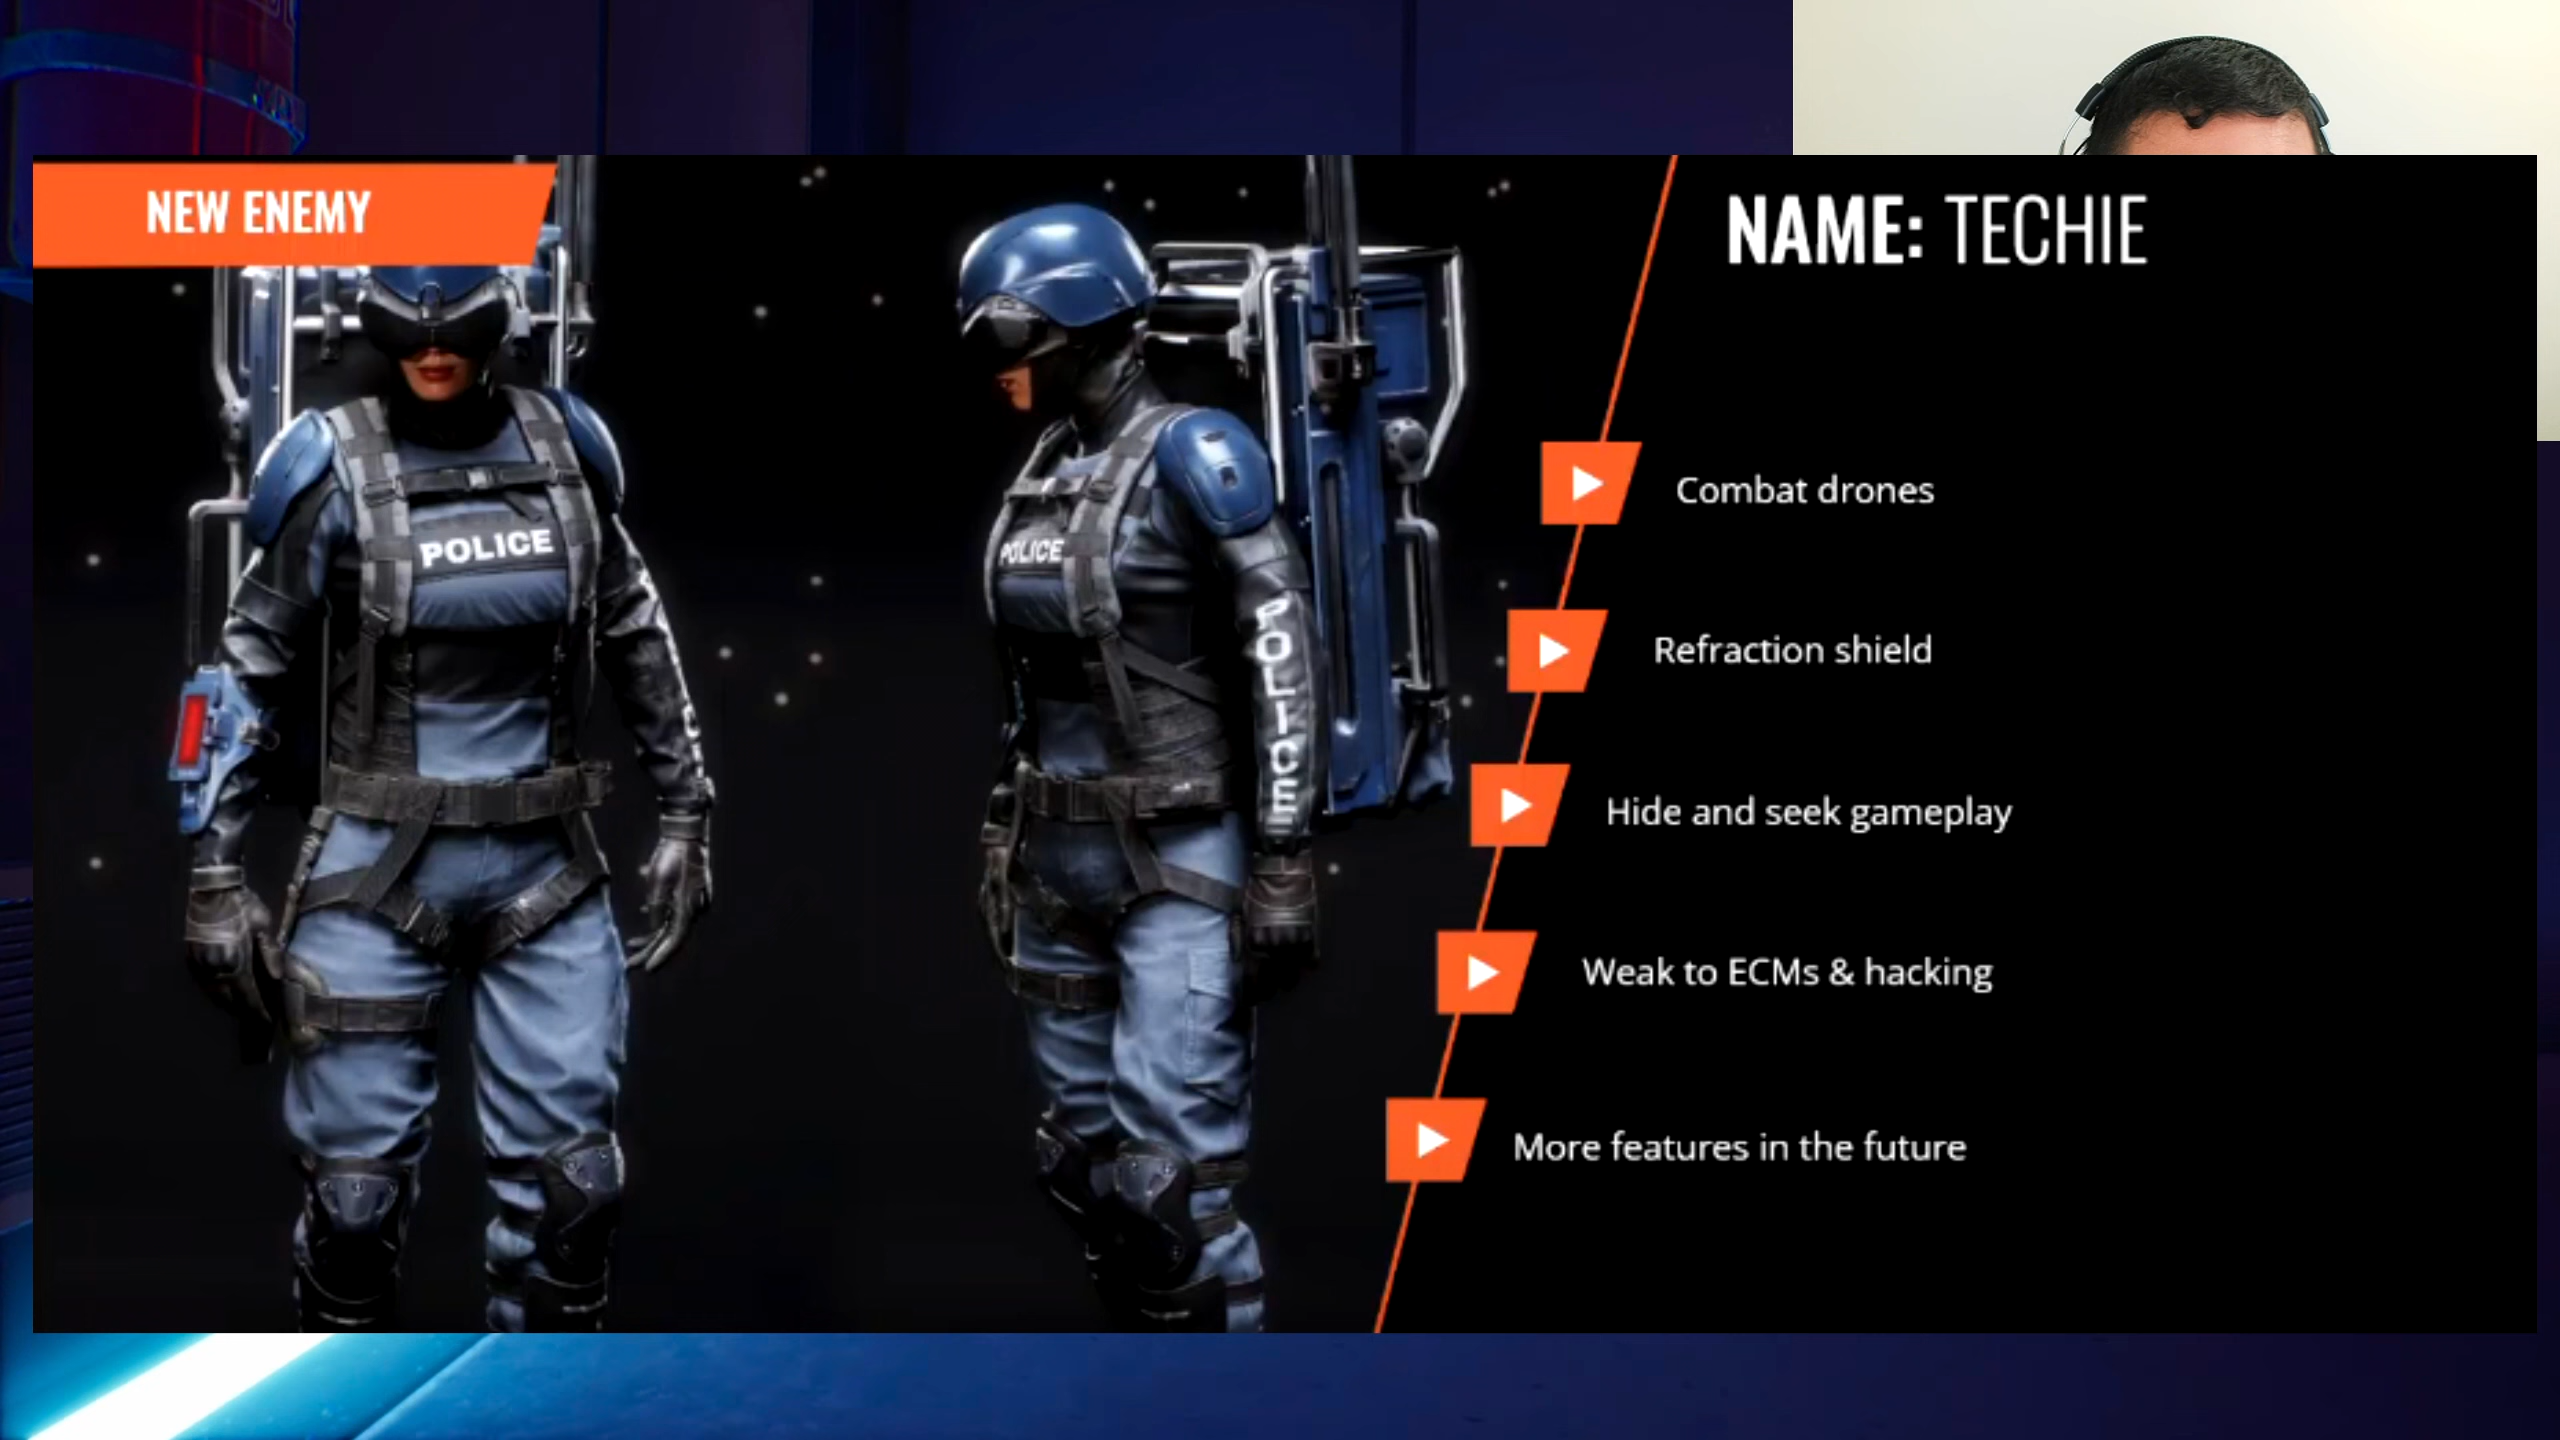 NEW ENEMY
NAME: TECHIE
POLICE
POLICE
POLICE
Combat drones
Refraction shield
Hide and seek gameplay
Weak to ECMs & hacking
More features in the future